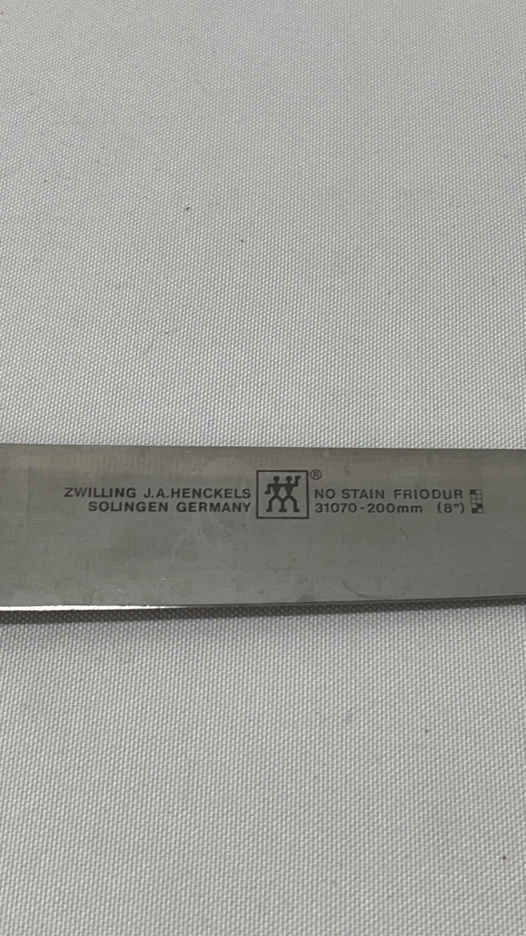 ZWILLING J.A.HENCKELS
SOLINGEN GERMANY
®
NO STAIN FRIODUR
31070-200mm (8")